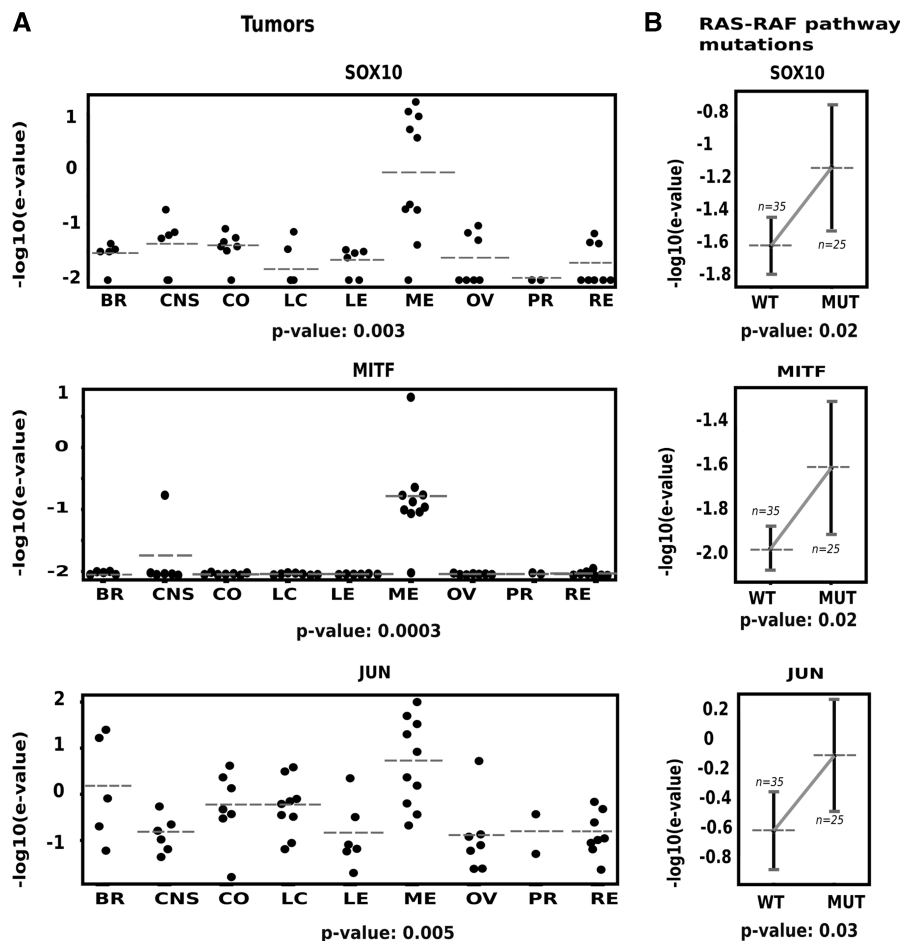 A
Tumors
SOX10
-log10(e-value)
1
0
-1
-2
BR CNS CO LC LE ME OV PR RE
p-value: 0.003
MITF
-log10(e-value)
1
0
-1
-2
BR CNS CO LC LE ME OV PR RE
p-value: 0.0003
JUN
-log10(e-value)
2
1
0
-1
BR CNS CO LC LE ME OV PR RE
p-value: 0.005
B
RAS-RAF pathway
mutations
SOX10
-log10(e-value)
-0.8
-1
-1.2
-1.4
-1.6
-1.8
n=35
n=25
WT MUT
p-value: 0.02
MITF
-log10(e-value)
-1.4
-1.6
-1.8
-2.0
n=35
n=25
WT MUT
p-value: 0.02
JUN
-log10(e-value)
0.2
0
-0.2
-0.4
-0.6
-0.8
n=35
n=25
WT MUT
p-value: 0.03